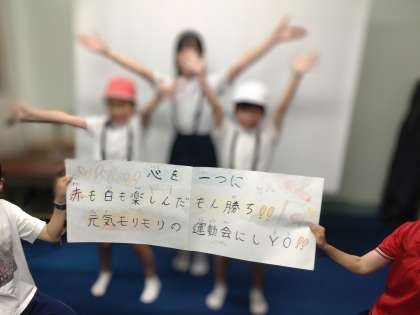 心を 一つに
赤も白も楽しんだもん勝ち!!
元気モリモリの 運動会にしYO!!